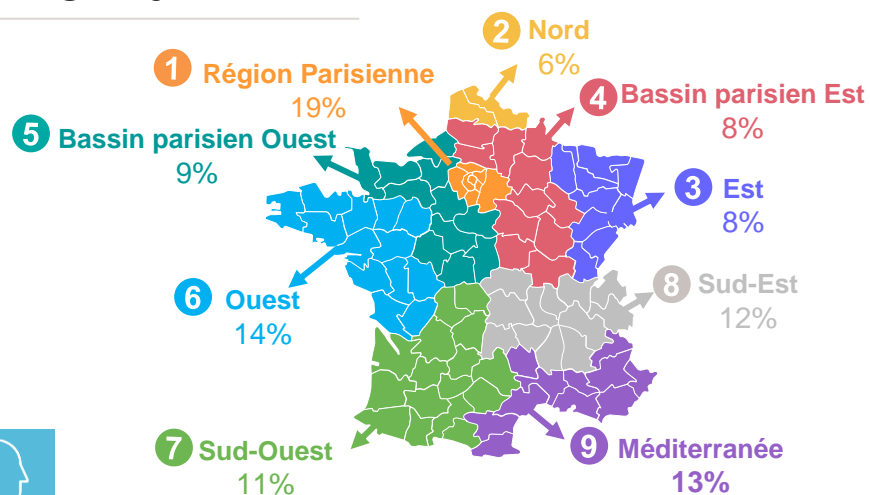 2 Nord
6%
1 Région Parisienne
19%
4 Bassin parisien Est
8%
5 Bassin parisien Ouest
9%
3 Est
8%
8 Sud-Est
12%
6 Ouest
14%
7 Sud-Ouest
11%
9 Méditerranée
13%